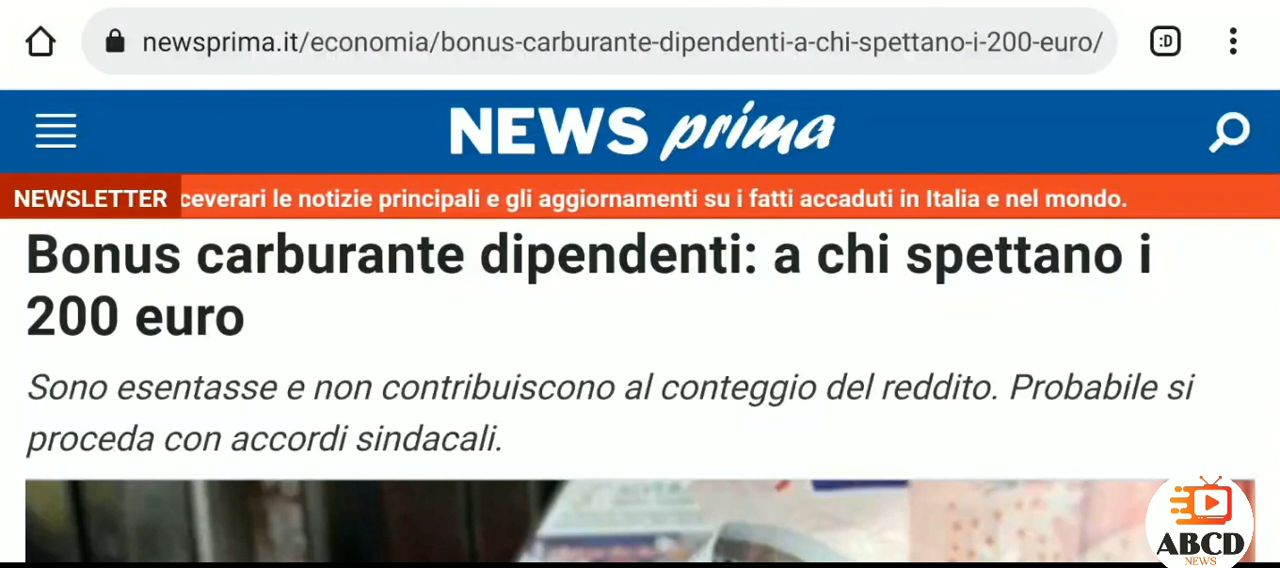 newsprima.it/economia/bonus-carburante-dipendenti-a-chi-spettano-i-200-euro/
:D
NEWS prima
NEWSLETTER ceverari le notizie principali e gli aggiornamenti su i fatti accaduti in Italia e nel mondo.
Bonus carburante dipendenti: a chi spettano i
200 euro
Sono esentasse e non contribuiscono al conteggio del reddito. Probabile si
proceda con accordi sindacali.
ABCD
NEWS